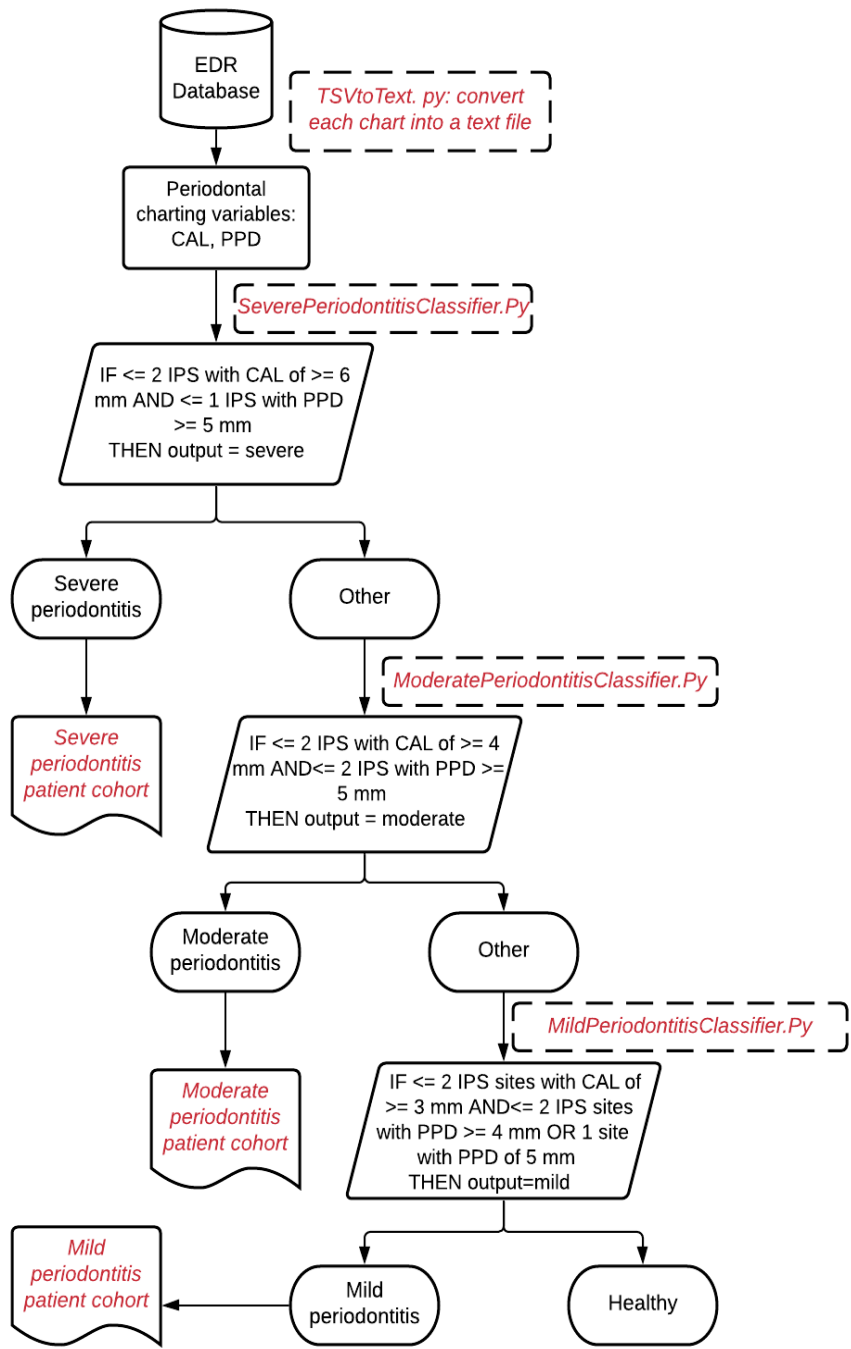 EDR
Database
TSVtoText. py: convert
each chart into a text file
Periodontal
charting variables:
CAL, PPD
SeverePeriodontitisClassifier.Py
IF <= 2 IPS with CAL of >= 6
mm AND <= 1 IPS with PPD
>= 5 mm
THEN output = severe
Severe
periodontitis
Other
ModeratePeriodontitisClassifier.Py
Severe
periodontitis
patient cohort
IF <= 2 IPS with CAL of >= 4
mm AND<= 2 IPS with PPD >=
5 mm
THEN output = moderate
Moderate
periodontitis
Other
MildPeriodontitisClassifier.Py
Moderate
periodontitis
patient cohort
IF <= 2 IPS sites with CAL of
>= 3 mm AND<= 2 IPS sites
with PPD >= 4 mm OR 1 site
with PPD of 5 mm
THEN output=mild
Mild
periodontitis
patient cohort
Mild
periodontitis
Healthy